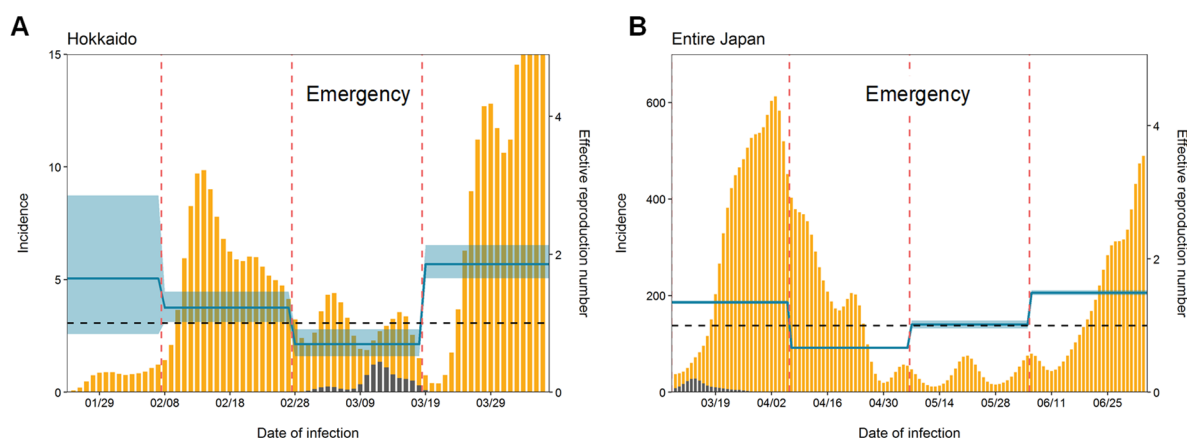 A
Hokkaido
Emergency
15
10
5
0
4
2
0
Incidence
Effective reproduction number
01/29 02/08 02/18 02/28 03/09 03/19 03/29
Date of infection
B
Entire Japan
Emergency
600
400
200
0
4
2
0
Incidence
Effective reproduction number
03/19 04/02 04/16 04/30 05/14 05/28 06/11 06/25
Date of infection